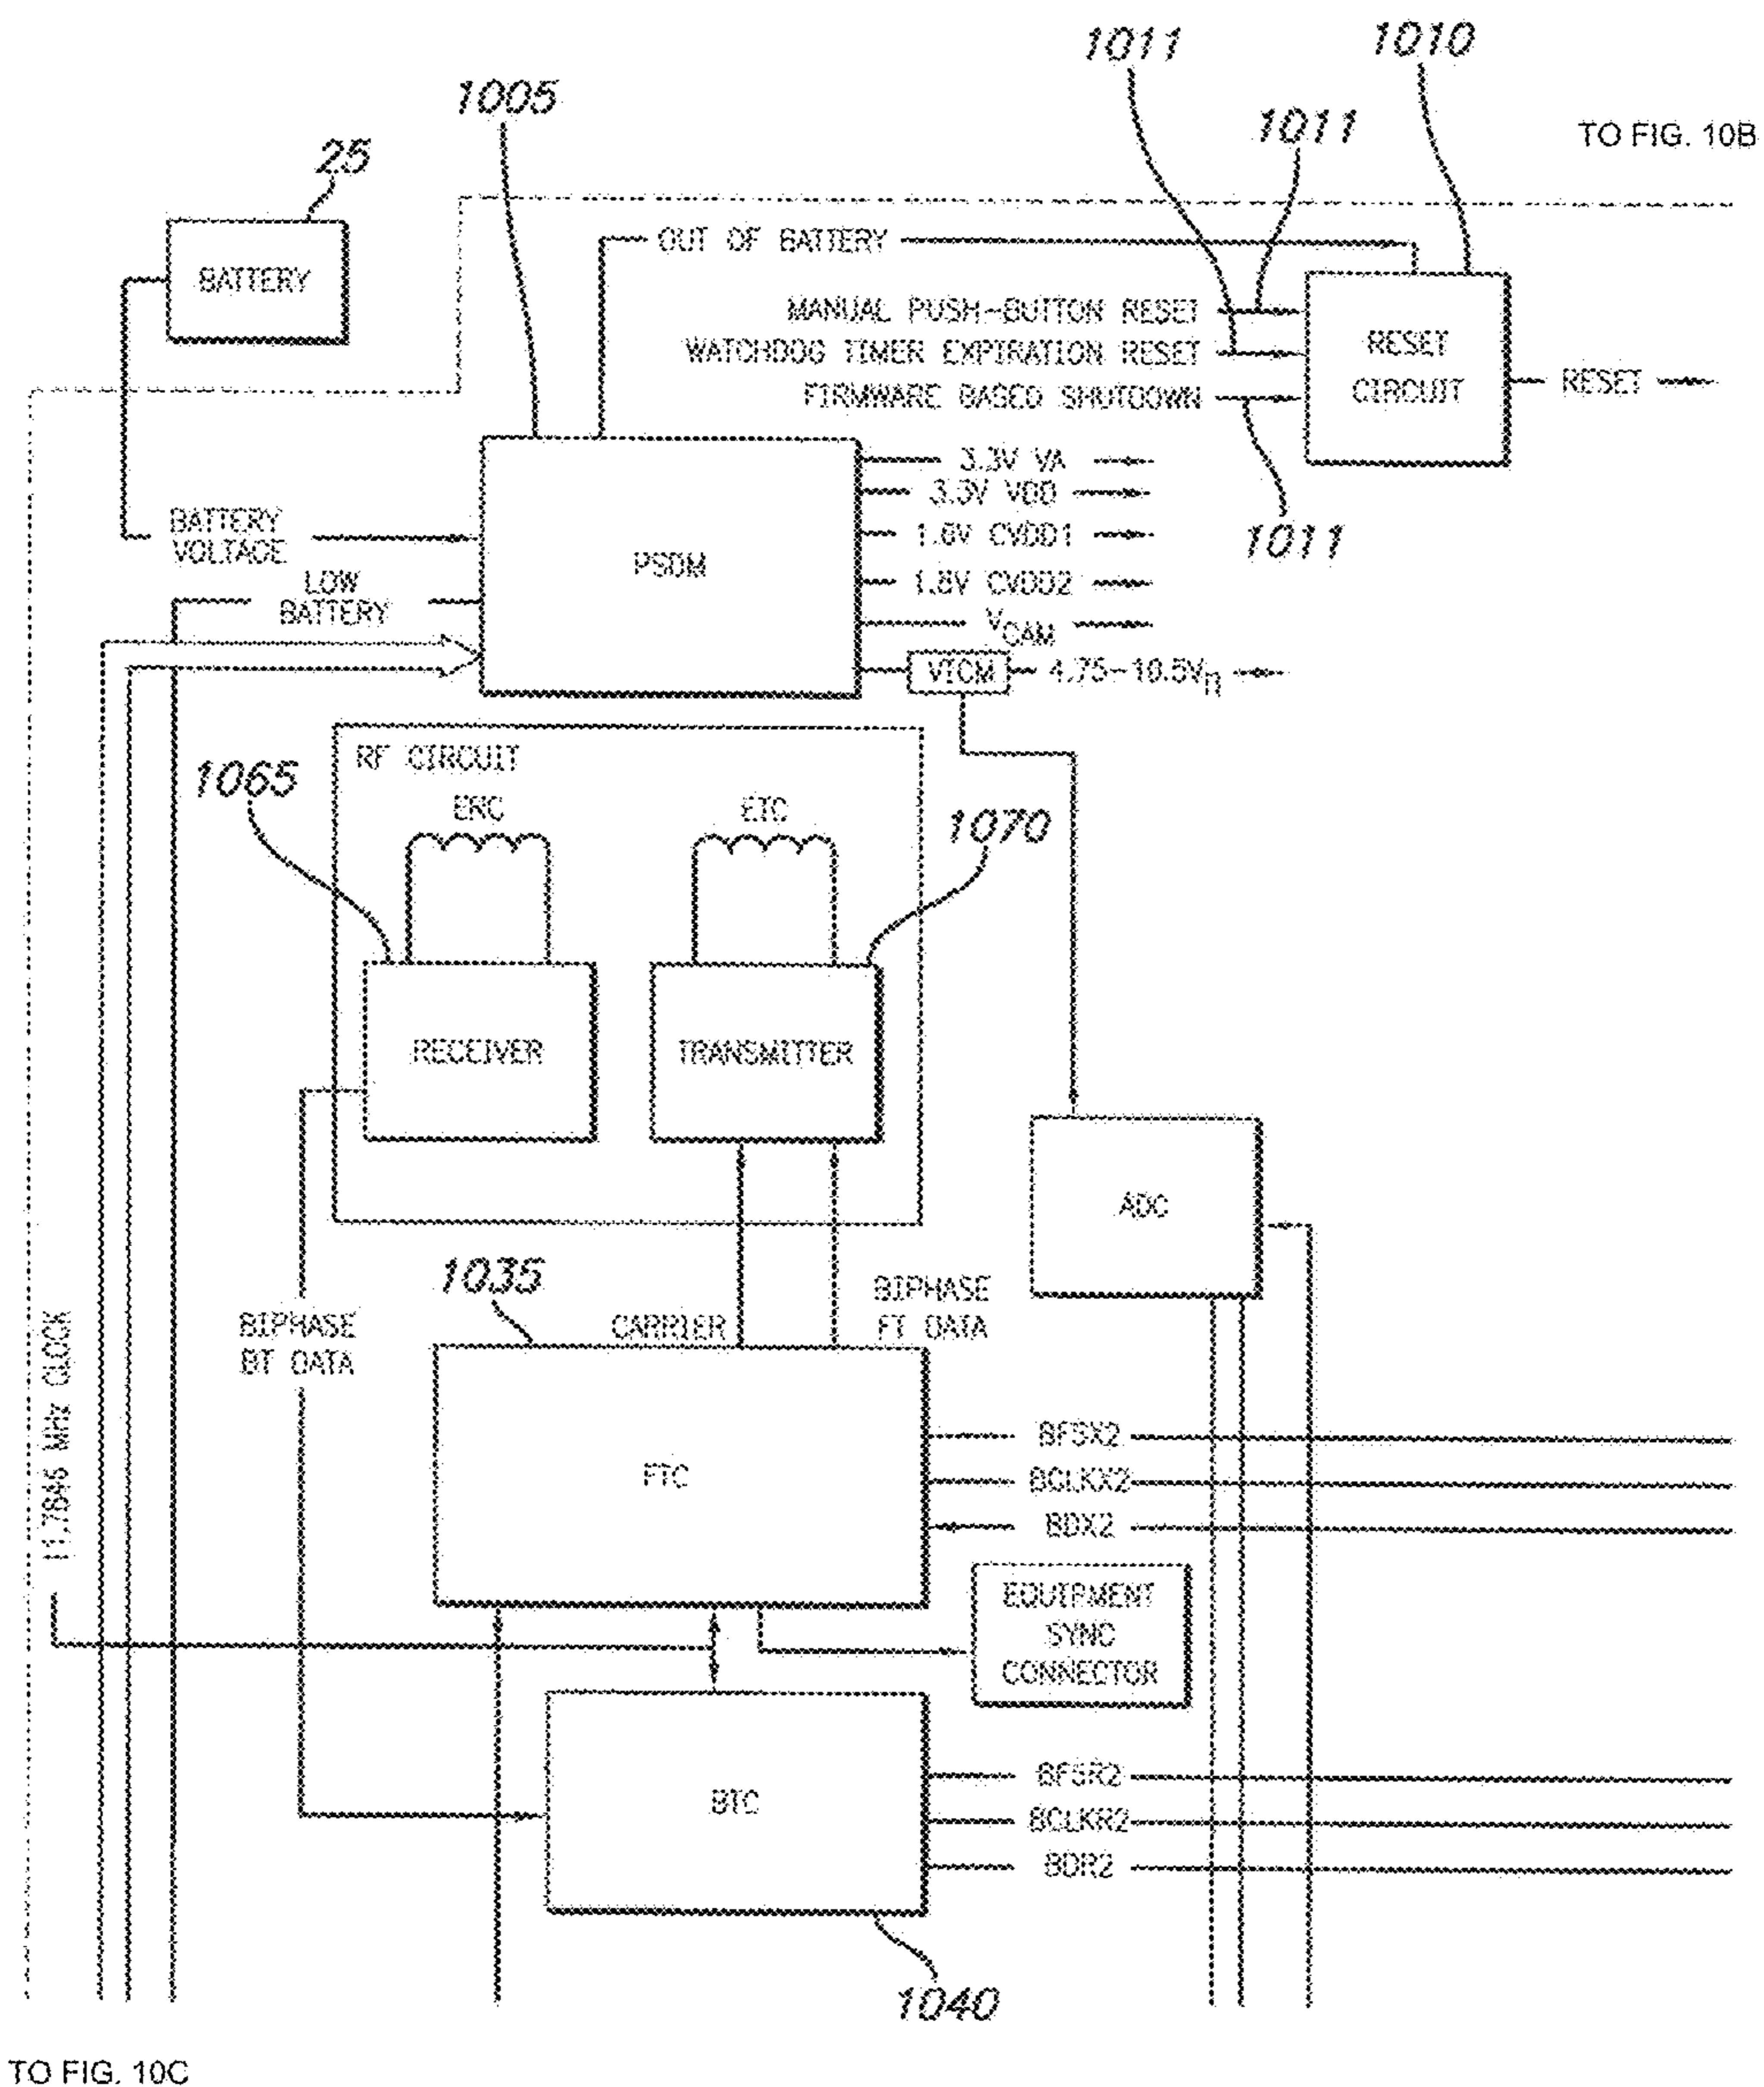 1011
1010
1005
1011
TO FIG. 10B
25
OUT OF BATTERY
BATTERY
MANUAL PUSH-BUTTON RESET
WATCHDOG TIMER EXPIRATION RESET
FIRMWARE BASED SHUTDOWN
RESET
CIRCUIT
RESET
3.3V VA
3.3V VDD
1.6V CVDD1
1.8V CVDD2
VCAM
VICM
4.75-10.5Vη
1011
BATTERY
VOLTAGE
LOW
BATTERY
PSDM
RF CIRCUIT
1065
ERC
ETC
1070
RECEIVER
TRANSMITTER
ADC
1035
BIPHASE
BT DATA
CARRIER
BIPHASE
FT DATA
11.7846 MHz CLOCK
FTC
BFSX2
BCLKX2
BDX2
EQUIPMENT
SYNC
CONNECTOR
BTC
BFSR2
BCLKR2
BDR2
1040
TO FIG. 10C